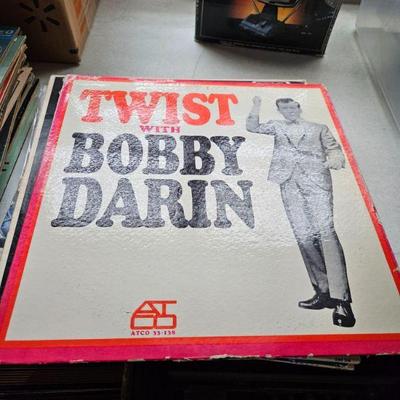 TWIST
WITH
BOBBY
DARIN
ATCO
ATCO 33-138